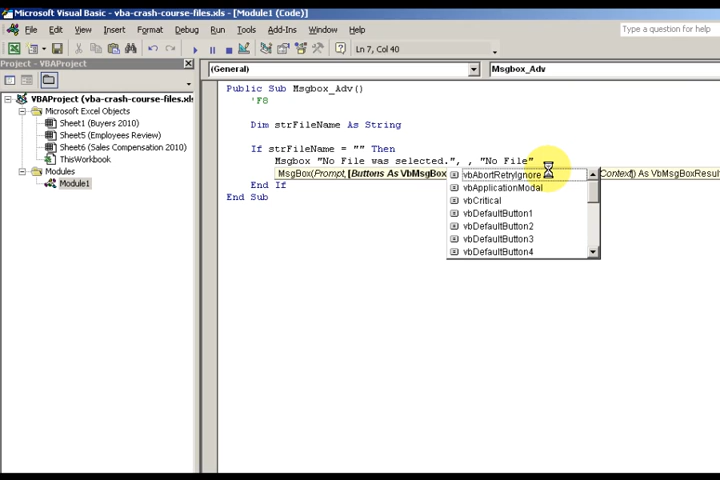 Microsoft Visual Basic - vba-crash-course-files.xls - [Module1 (Code)]
File Edit View Insert Format Debug Run Tools Add-Ins Window Help
Type a question for help
Ln 7, Col 40
Project - VBAProject
(General)
Msgbox_Adv
VBAProject (vba-crash-course-files.xls
Microsoft Excel Objects
Sheet1 (Buyers 2010)
Sheet5 (Employees Review)
Sheet6 (Sales Compensation 2010)
ThisWorkbook
Modules
Module1
Public Sub Msgbox_Adv()
'F8
Dim strFileName As String
If strFileName = "" Then
Msgbox "No File was selected.", , "No File"
MsgBox(Prompt, [Buttons As VbMsgBox
Context]) As VbMsgBoxResult
End If
End Sub
vbAbortRetryIgnore
vbApplicationModal
vbCritical
vbDefaultButton1
vbDefaultButton2
vbDefaultButton3
vbDefaultButton4